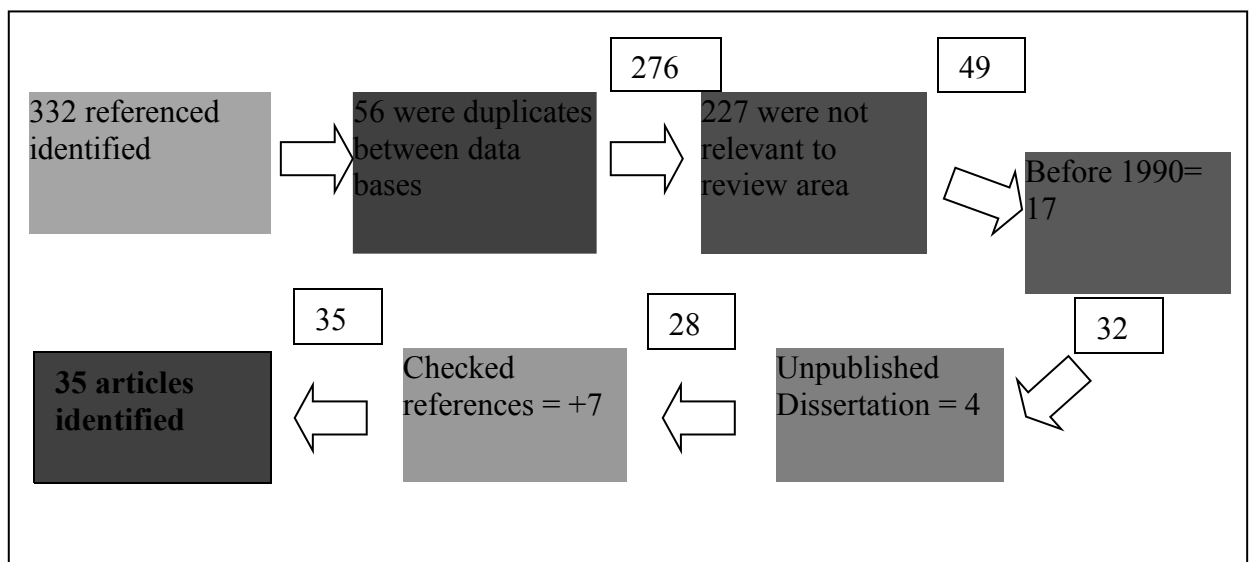 276
49
332 referenced
identified
56 were duplicates
between data
bases
227 were not
relevant to
review area
Before 1990=
17
35
28
32
35 articles
identified
Checked
references = +7
Unpublished
Dissertation = 4